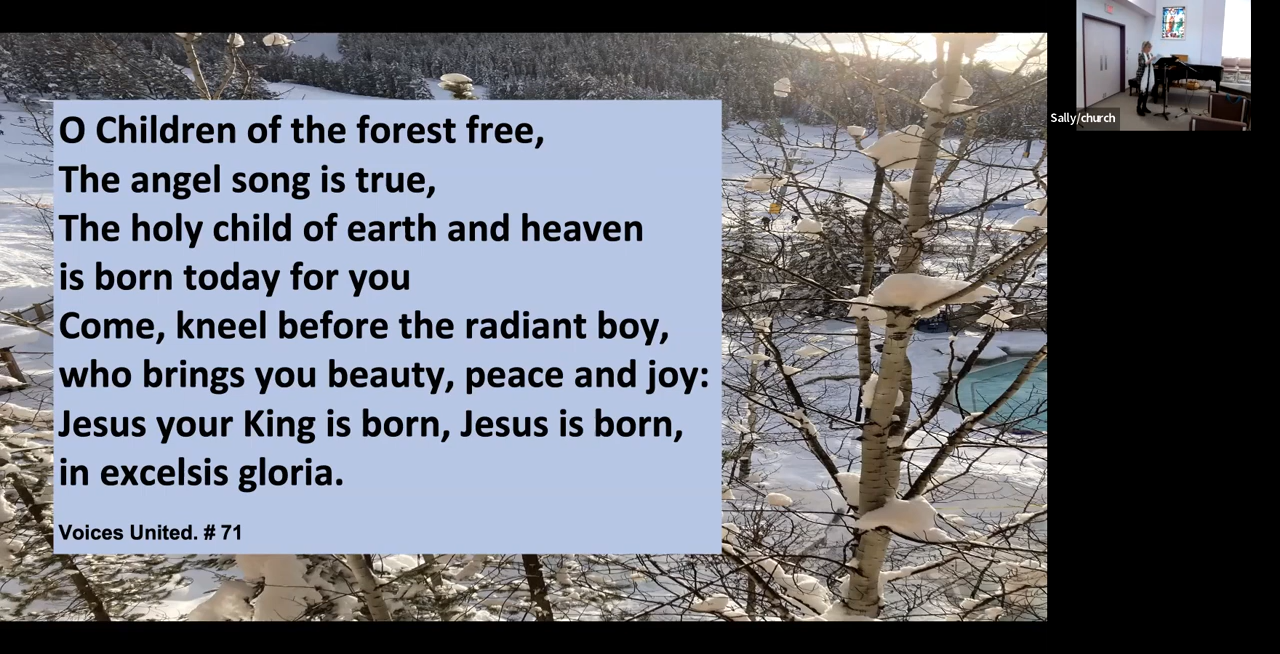 O Children of the forest free,
The angel song is true,
The holy child of earth and heaven
is born today for you
Come, kneel before the radiant boy,
who brings you beauty, peace and joy:
Jesus your King is born, Jesus is born,
in excelsis gloria.
Voices United. # 71
Sally/church